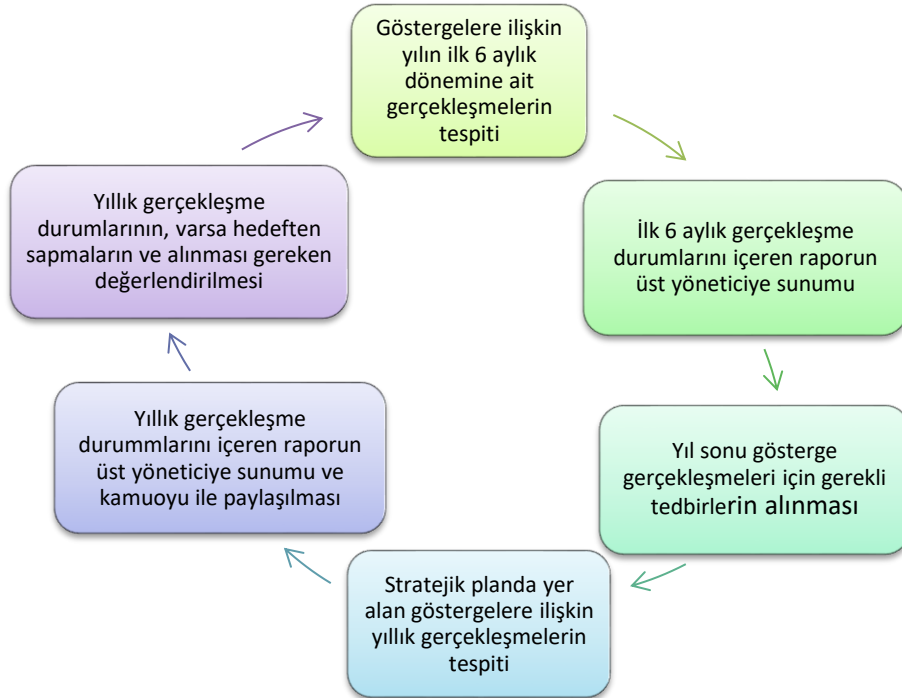 Göstergelere ilişkin
yılın ilk 6 aylık
dönemine ait
gerçekleşmelerin
tespiti
İlk 6 aylık gerçekleşme
durumlarını içeren raporun
üst yöneticiye sunumu
Yıl sonu gösterge
gerçekleşmeleri için gerekli
tedbirlerin alınması
Stratejik planda yer
alan göstergelere ilişkin
yıllık gerçekleşmelerin
tespiti
Yıllık gerçekleşme
durummlarını içeren raporun
üst yöneticiye sunumu ve
kamuoyu ile paylaşılması
Yıllık gerçekleşme
durumlarının, varsa hedeften
sapmaların ve alınması gereken
değerlendirilmesi